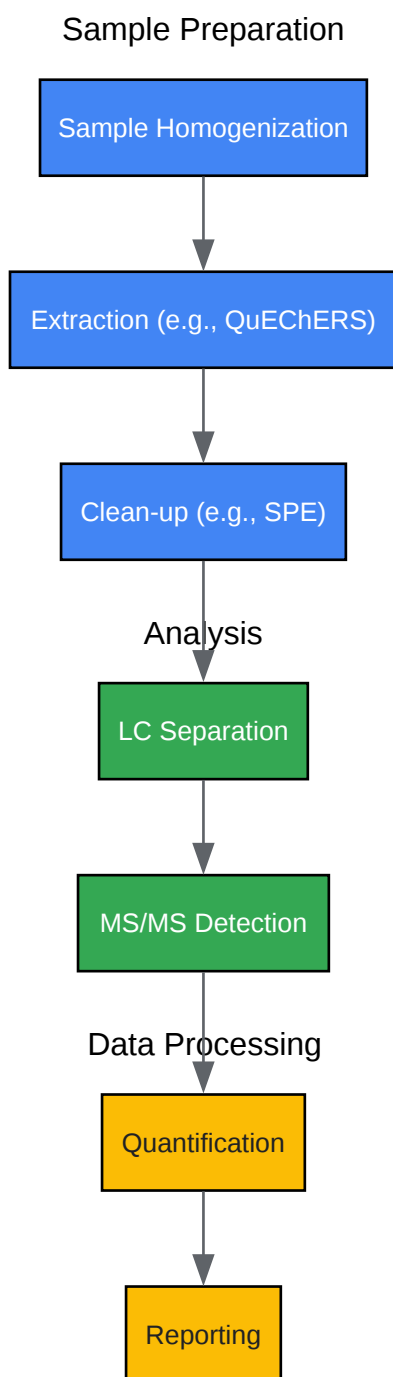 Sample Preparation
Sample Homogenization
Extraction (e.g., QuEChERS)
Clean-up (e.g., SPE)
Analysis
LC Separation
MS/MS Detection
Data Processing
Quantification
Reporting